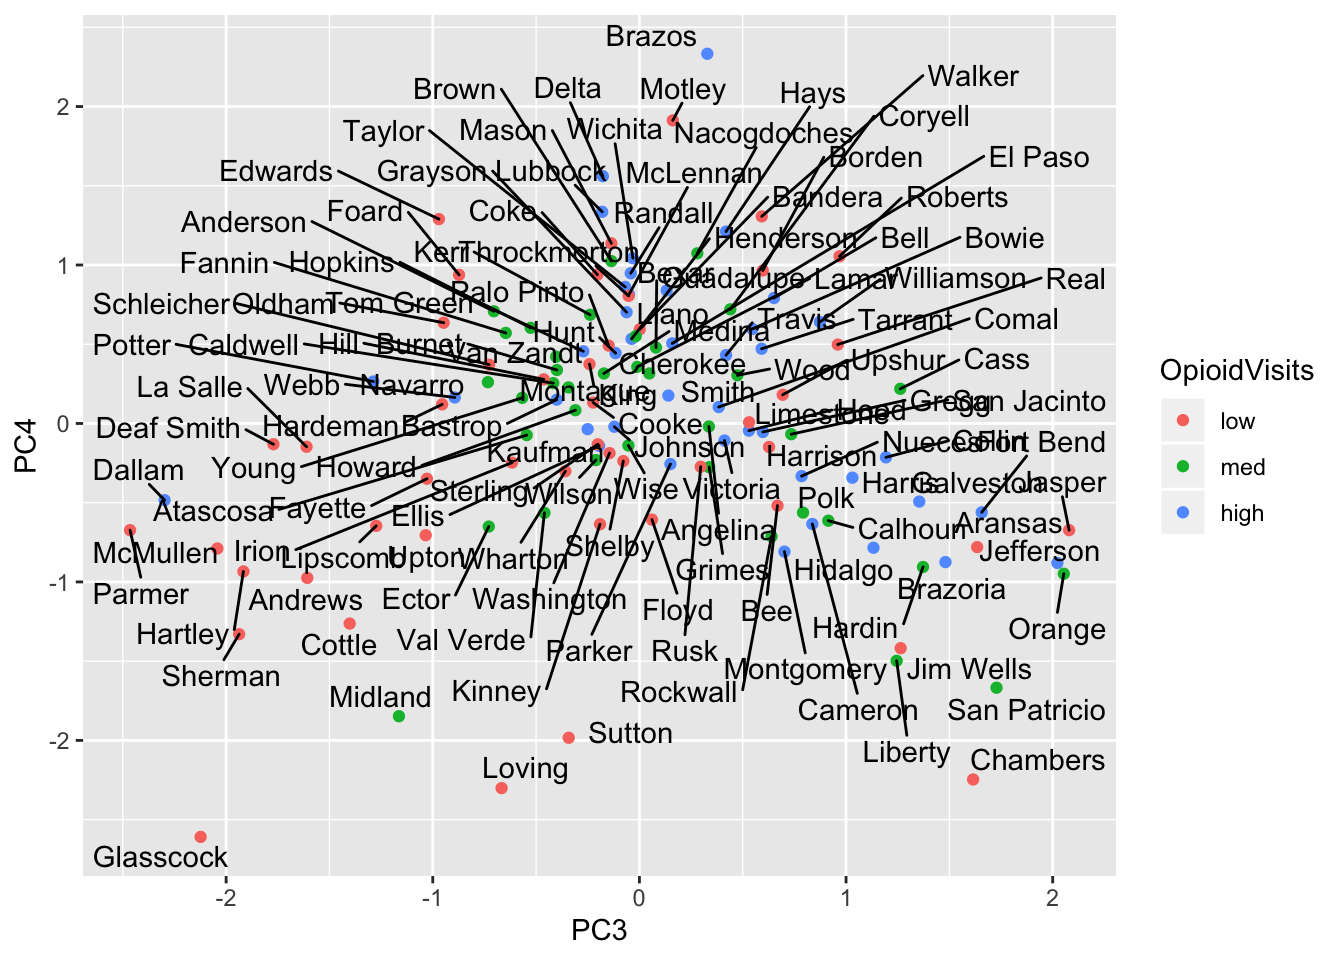 Brazos
Walker
Brown
Delta
Motley
Hays
Coryell
Taylor
Mason
Wichita
Nacogdoches
Borden
El Paso
Edwards
Grayson
Lubbock
McLennan
Bandera
Roberts
Anderson
Foard
Coke
Randall
Henderson
Bell
Bowie
Fannin
Hopkins
Kerr
Throckmorton
Bexar
Guadalupe
Lamar
Williamson
Real
Schleicher
Oldham
Tom Green
Palo Pinto
Llano
Medina
Travis
Tarrant
Comal
Potter
Caldwell
Hill
Burnet
Van Zandt
Hunt
Cherokee
Wood
Upshur
Cass
La Salle
Webb
Navarro
Montague
King
Smith
Limestone
Hood
Gregg
San Jacinto
Deaf Smith
Hardeman
Bastrop
Cooke
Johnson
Harrison
Nueces
Collin
Fort Bend
Dallam
Young
Howard
Kaufman
Atascosa
Fayette
Sterling
Wilson
Wise
Victoria
Polk
Harris
Galveston
Jasper
McMullen
Irion
Lipscomb
Ellis
Upton
Wharton
Shelby
Angelina
Calhoun
Aransas
Jefferson
Parmer
Andrews
Ector
Washington
Floyd
Grimes
Bee
Hidalgo
Brazoria
Hartley
Cottle
Val Verde
Parker
Rusk
Hardin
Orange
Sherman
Midland
Kinney
Rockwall
Montgomery
Jim Wells
Cameron
San Patricio
Sutton
Liberty
Loving
Chambers
Glasscock
2
1
0
-1
-2
PC4
-2
-1
0
1
2
PC3
OpioidVisits
low
med
high